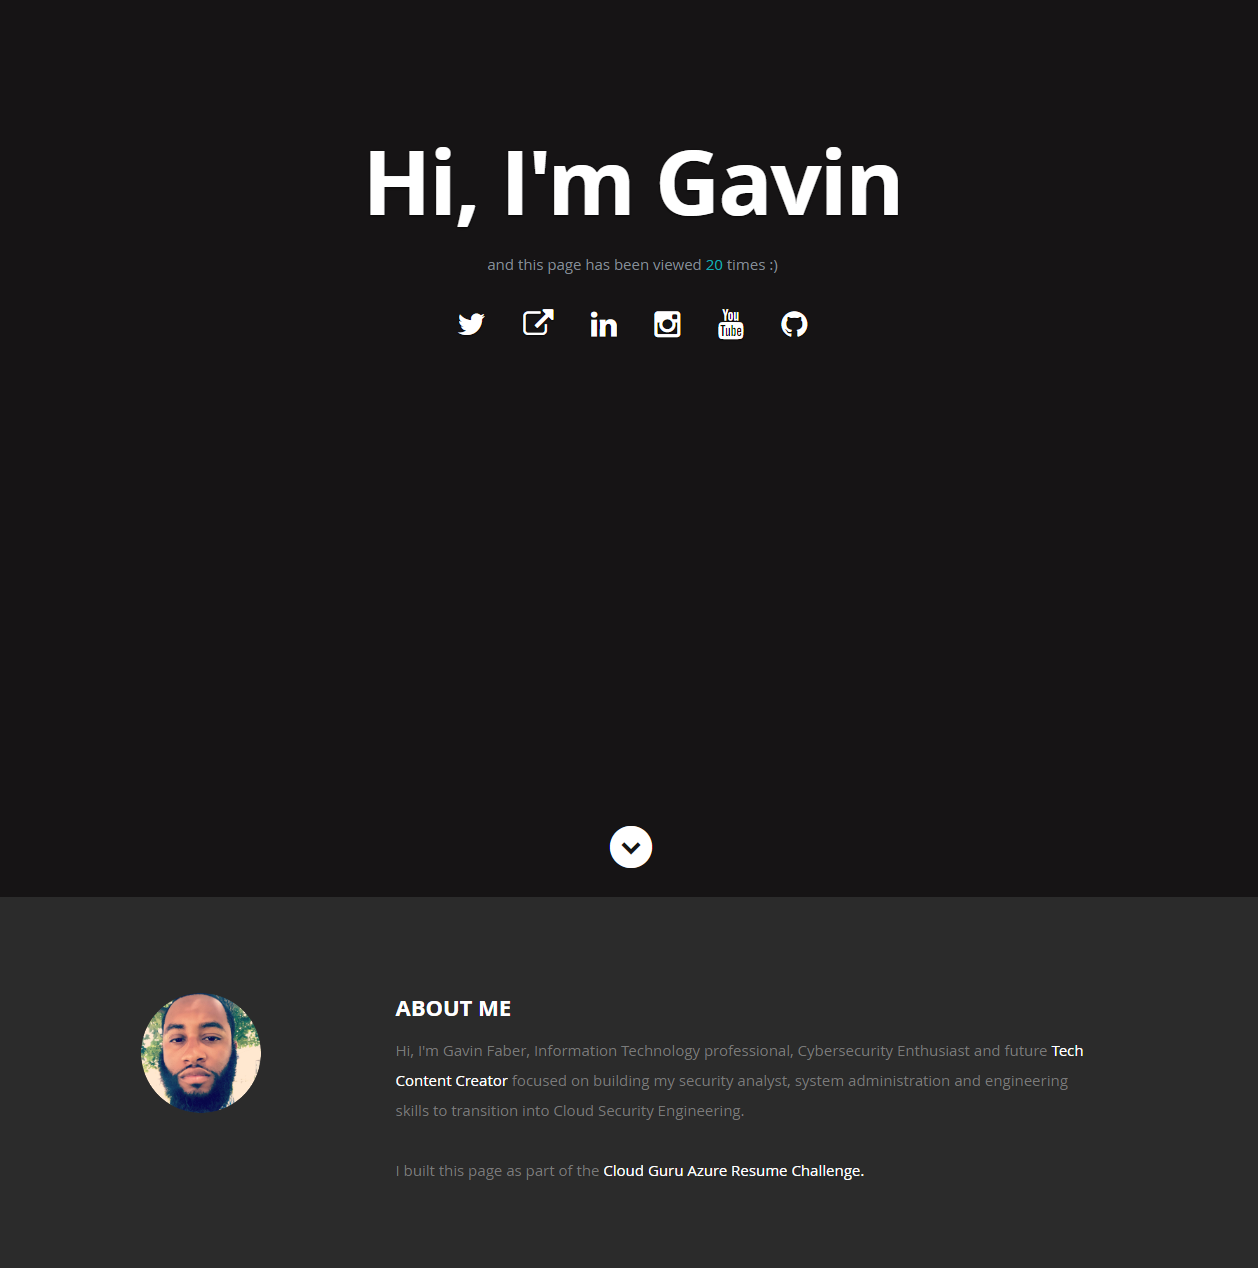 Hi, I'm Gavin
and this page has been viewed 20 times :)
You
Tube
ABOUT ME
Hi, I'm Gavin Faber, Information Technology professional, Cybersecurity Enthusiast and future Tech
Content Creator focused on building my security analyst, system administration and engineering
skills to transition into Cloud Security Engineering.
I built this page as part of the Cloud Guru Azure Resume Challenge.